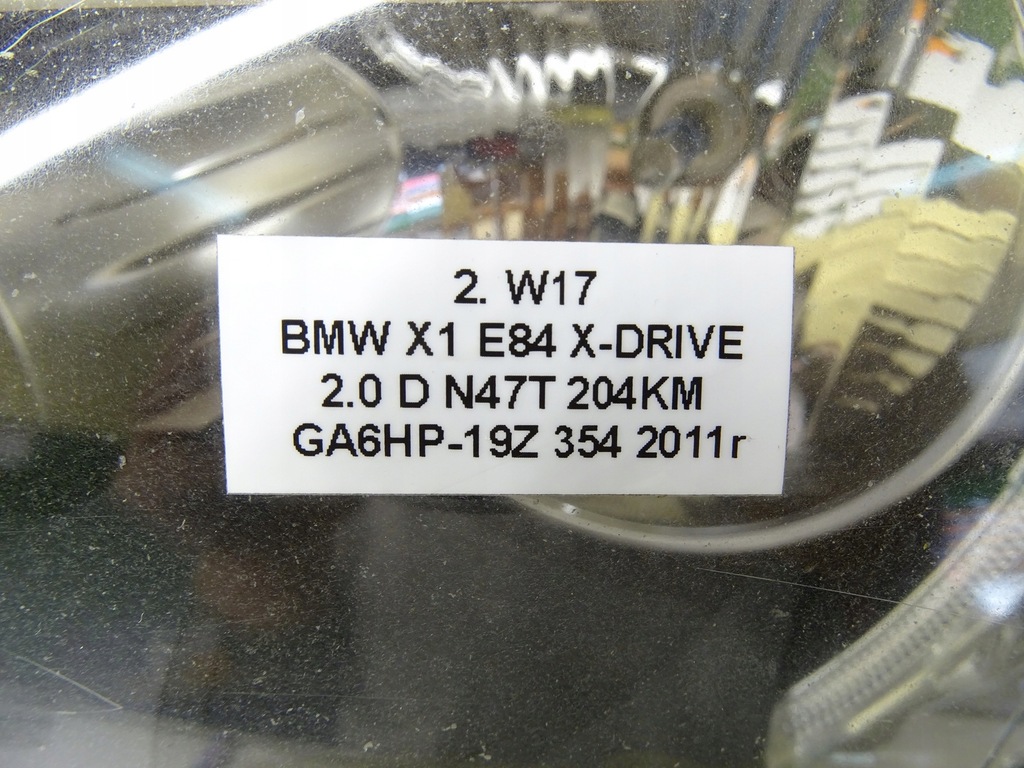 2. W17
BMW X1 E84 X-DRIVE
2.0 D N47T 204KM
GA6HP-19Z 354 2011r